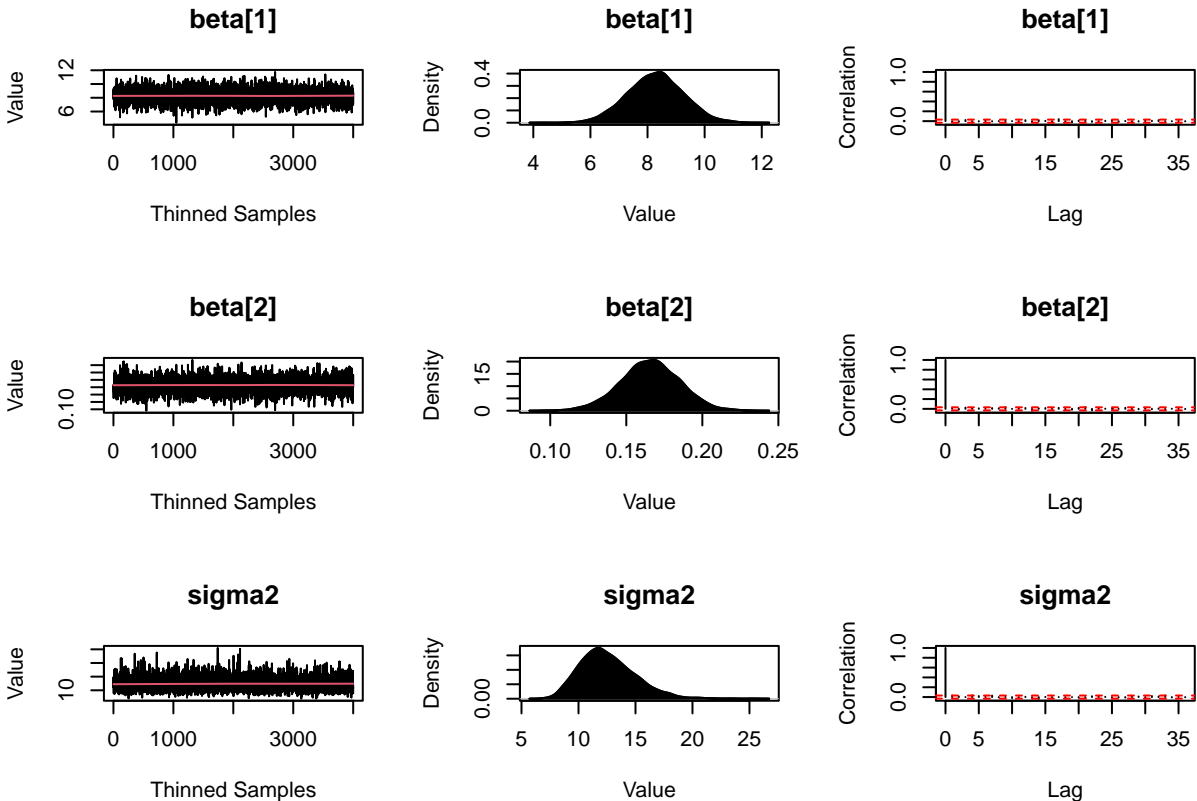 beta[1]
Value
6 12
0 1000 3000
Thinned Samples
beta[1]
Density
0.0 0.4
4 6 8 10 12
Value
beta[1]
Correlation
0.0 1.0
0 5 15 25 35
Lag
beta[2]
Value
0.10
0 1000 3000
Thinned Samples
beta[2]
Density
0 15
0.10 0.15 0.20 0.25
Value
beta[2]
Correlation
0.0 1.0
0 5 15 25 35
Lag
sigma2
Value
10
0 1000 3000
Thinned Samples
sigma2
Density
0.00
5 10 15 20 25
Value
sigma2
Correlation
0.0 1.0
0 5 15 25 35
Lag